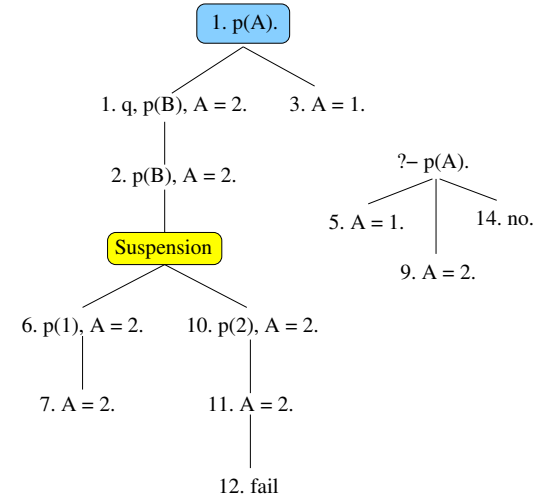 1. p(A).
1. q, p(B), A = 2.
3. A = 1.
2. p(B), A = 2.
?– p(A).
5. A = 1.
14. no.
Suspension
9. A = 2.
6. p(1), A = 2.
10. p(2), A = 2.
7. A = 2.
11. A = 2.
12. fail